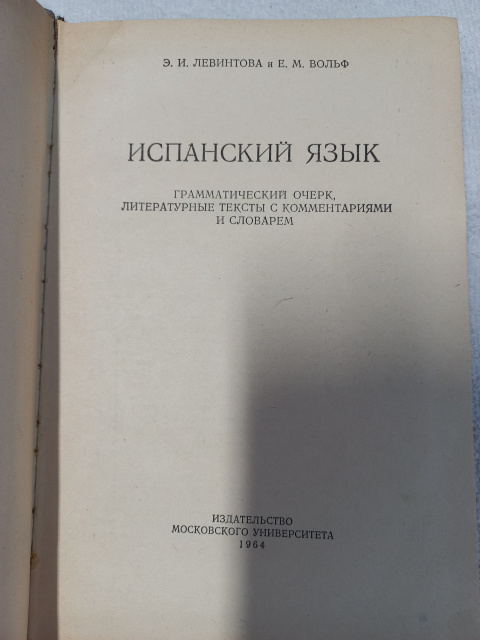 Э. И. ЛЕВИНТОВА и Е. М. ВОЛЬФ
ИСПАНСКИЙ ЯЗЫК
ГРАММАТИЧЕСКИЙ ОЧЕРК,
ЛИТЕРАТУРНЫЕ ТЕКСТЫ С КОММЕНТАРИЯМИ
И СЛОВАРЕМ
ИЗДАТЕЛЬСТВО
МОСКОВСКОГО УНИВЕРСИТЕТА
1964